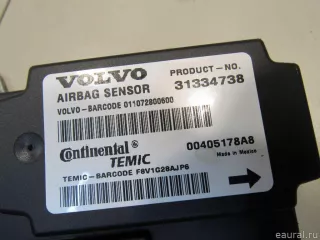 VOLVO
PRODUCT-NO.
AIRBAG SENSOR
31334738
VOLVO-BARCODE 011072800600
Continental
TEMIC
00405178A8
Made in Mexico
TEMIC-BARCODE F8V1G28AJP6
eaural.ru